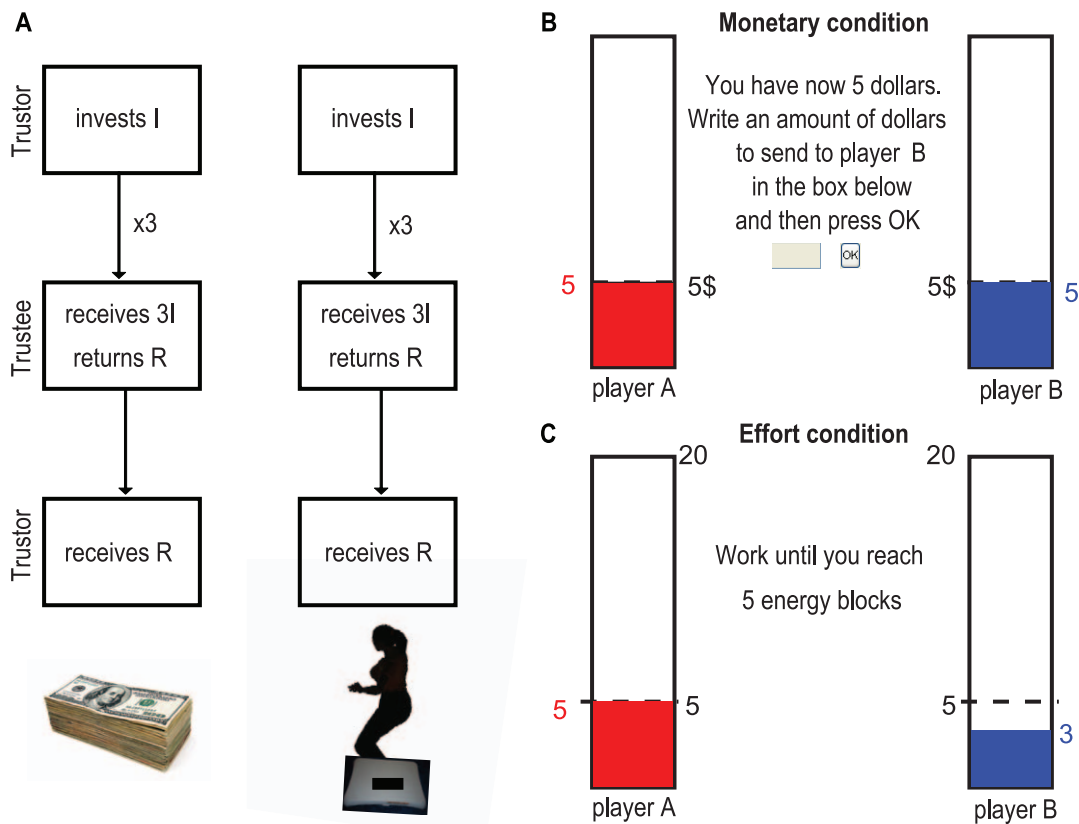 A
Trustor
invests I
invests I
x3
x3
Trustee
receives 3I
returns R
receives 3I
returns R
Trustor
receives R
receives R
B
Monetary condition
You have now 5 dollars.
Write an amount of dollars
to send to player B
in the box below
and then press OK
OK
5
5$
5$
5
player A
player B
C
Effort condition
20
20
Work until you reach
5 energy blocks
5
5
5
3
player A
player B